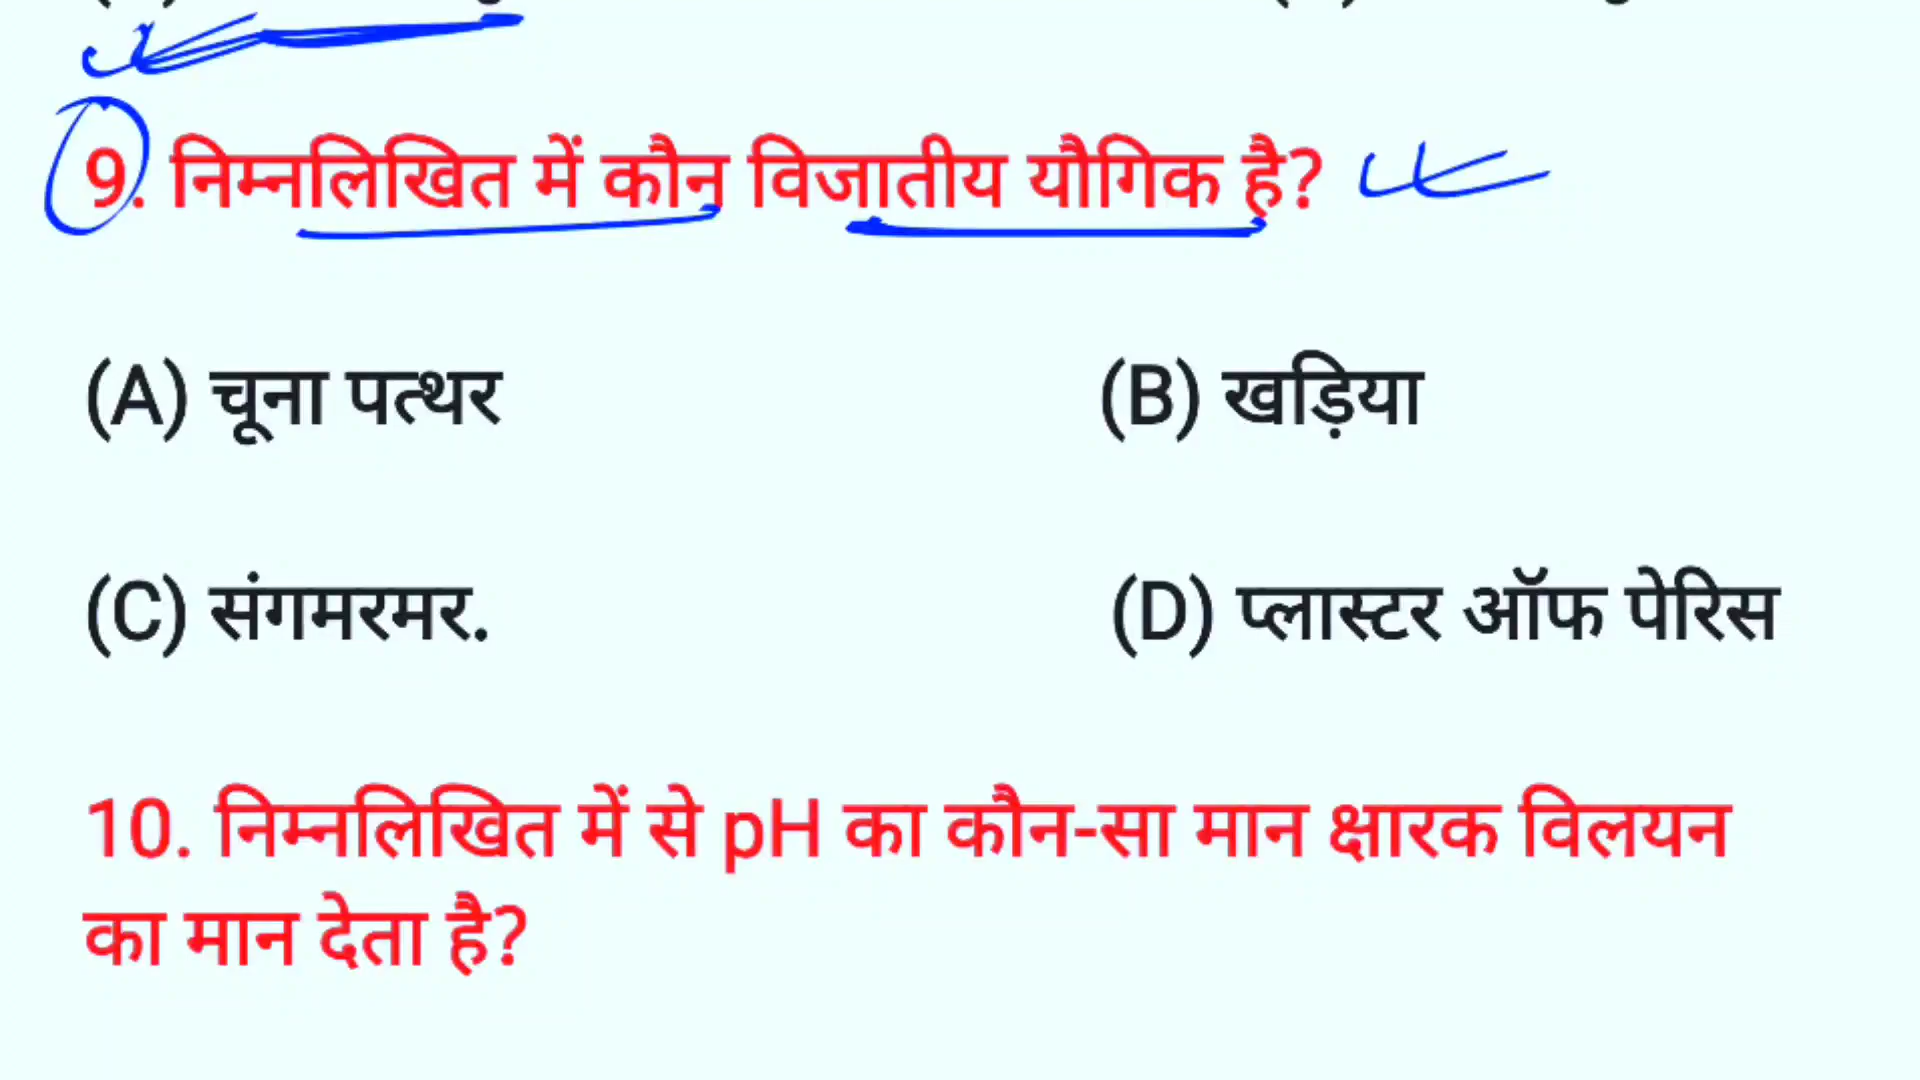 9. निम्नलिखित में कौन विजातीय यौगिक है?
(A) चूना पत्थर (B) खड़िया
(C) संगमरमर. (D) प्लास्टर ऑफ पेरिस
10. निम्नलिखित में से pH का कौन-सा मान क्षारक विलयन
का मान देता है?